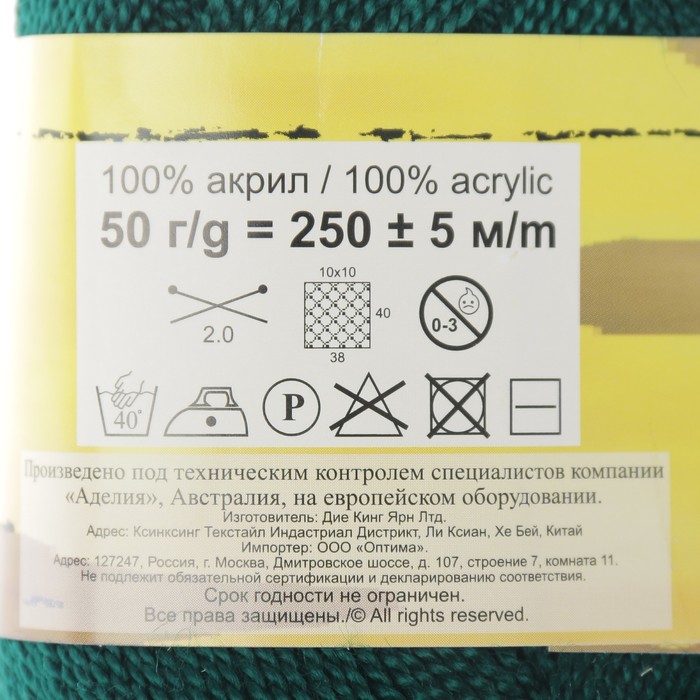 100% акрил / 100% acrylic
50 г/g = 250 ± 5 м/m
2.0
10x10
40
38
0-3
40°
P
Произведено под техническим контролем специалистов компании
«Аделия», Австралия, на европейском оборудовании.
Изготовитель: Дие Кинг Ярн Лтд.
Адрес: Ксинксинг Текстайл Индастриал Дистрикт, Ли Ксиан, Хе Бей, Китай
Импортер: ООО «Оптима».
Адрес: 127247, Россия, г. Москва, Дмитровское шоссе, д. 107, строение 7, комната 11.
Не подлежит обязательной сертификации и декларированию соответствия.
Срок годности не ограничен.
Все права защищены./© All rights reserved.